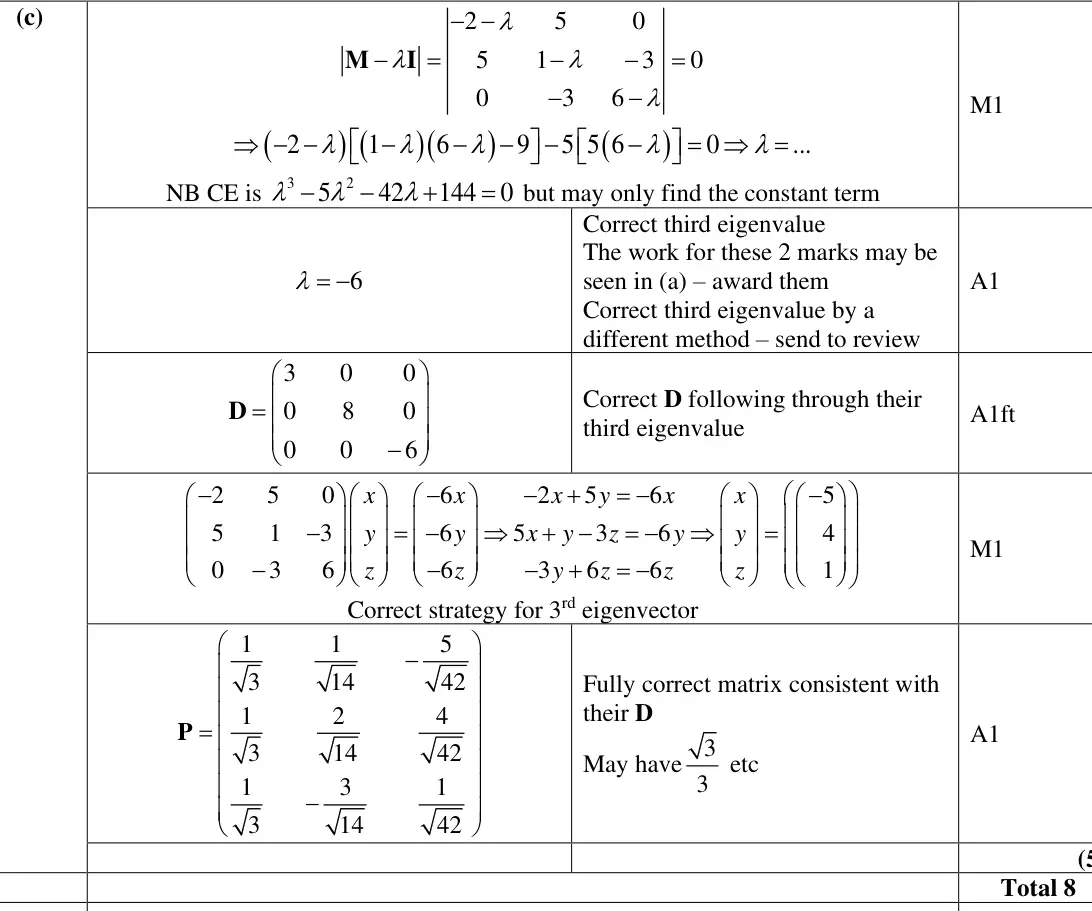 (c)
|M − λI| = | −2−λ 5 0 |
| 5 1−λ −3 | = 0
| 0 −3 6−λ |
M1
⇒ (−2−λ)[(1−λ)(6−λ)−9]−5[5(6−λ)] = 0 ⇒ λ = ...
NB CE is λ³ − 5λ² − 42λ + 144 = 0 but may only find the constant term
λ = −6
Correct third eigenvalue
The work for these 2 marks may be
seen in (a) – award them
Correct third eigenvalue by a
different method – send to review
A1
D = ( 3 0 0 )
( 0 8 0 )
( 0 0 −6 )
Correct D following through their
third eigenvalue
A1ft
( −2 5 0 ) ( x ) ( −6x ) −2x + 5y = −6x ( x ) ( ( −5 ) )
( 5 1 −3 ) ( y ) = ( −6y ) ⇒ 5x + y − 3z = −6y ⇒ ( y ) = ( ( 4 ) )
( 0 −3 6 ) ( z ) ( −6z ) −3y + 6z = −6z ( z ) ( ( 1 ) )
M1
Correct strategy for 3rd eigenvector
P = ( 1/√3 1/√14 −5/√42 )
( 1/√3 2/√14 4/√42 )
( 1/√3 −3/√14 1/√42 )
Fully correct matrix consistent with
their D
May have √3/3 etc
A1
(5
Total 8